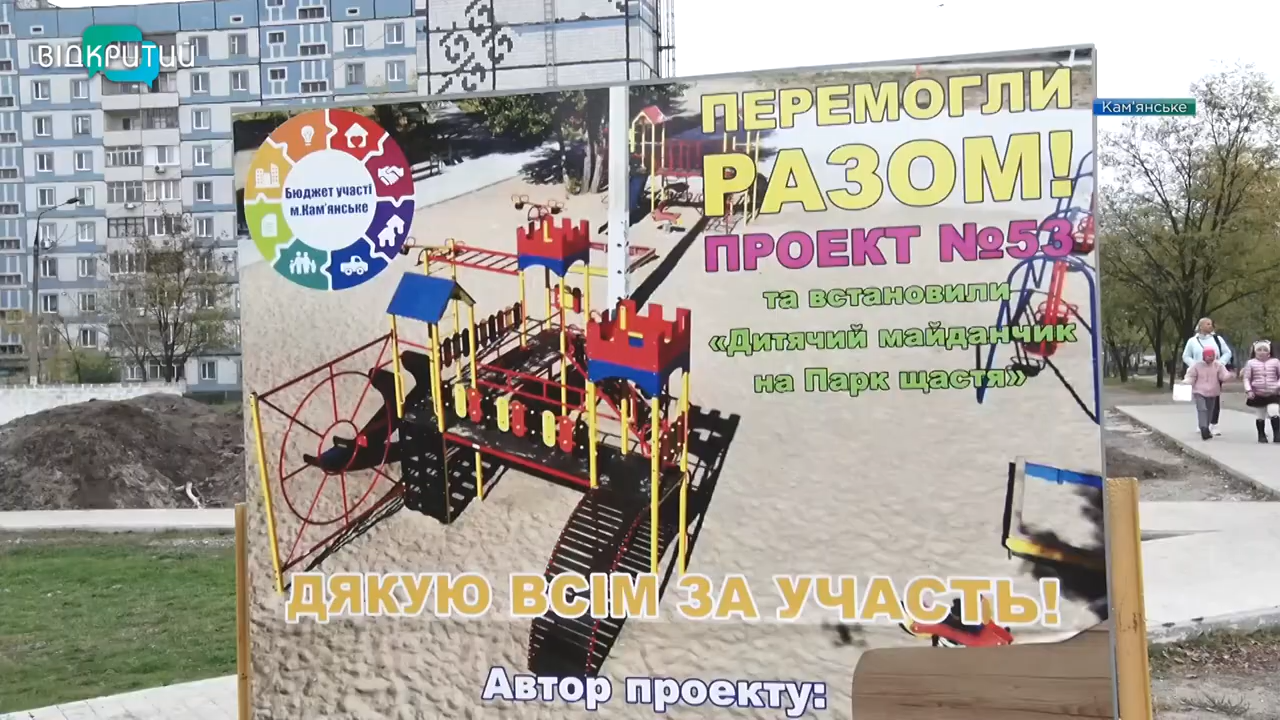 ВІДКРИТИЙ
Кам'янське
Бюджет участі
м.Кам'янське
ПЕРЕМОГЛИ
РАЗОМ!
ПРОЕКТ №53
та встановили
«Дитячий майданчик
на Парк щастя»
ДЯКУЮ ВСІМ ЗА УЧАСТЬ!
Автор проекту: